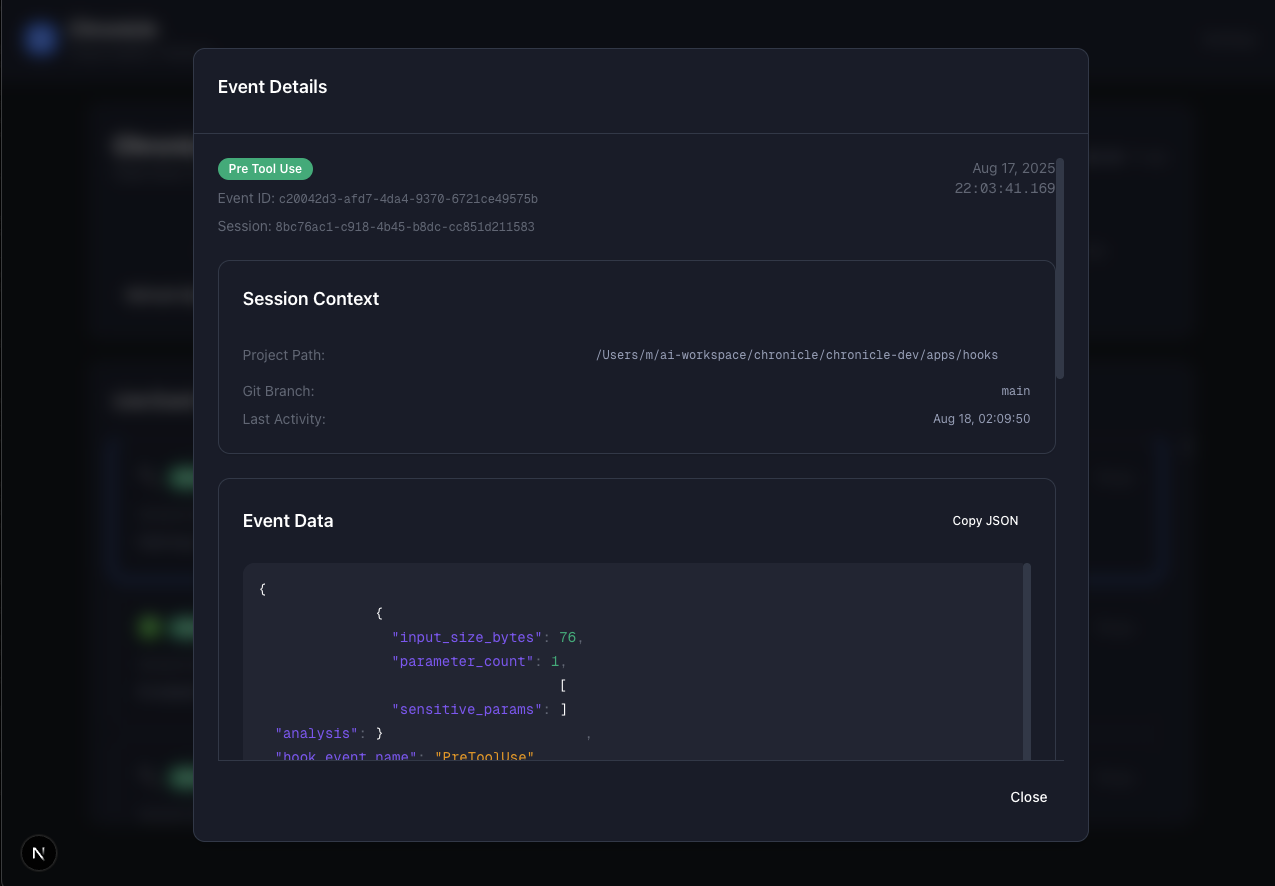 Event Details
Pre Tool Use
Aug 17, 2025
22:03:41.169
Event ID: c20042d3-afd7-4da4-9370-6721ce49575b
Session: 8bc76ac1-c918-4b45-b8dc-cc851d211583
Session Context
Project Path: /Users/m/ai-workspace/chronicle/chronicle-dev/apps/hooks
Git Branch: main
Last Activity: Aug 18, 02:09:50
Event Data
Copy JSON
{
{
"input_size_bytes": 76,
"parameter_count": 1,
[
"sensitive_params": ]
"analysis": } ,
"hook_event_name": "PreToolUse"
Close
N